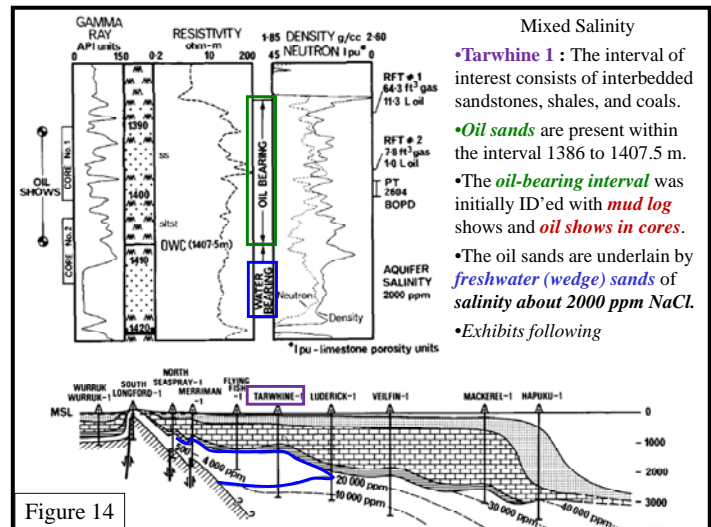 GAMMA
RAY
API units
0 150
RESISTIVITY
ohm-m
0·2 10 200
1·85 DENSITY g/cc 2·60
NEUTRON lpu*
45 0
1390
1400
1410
1420
OIL
SHOWS
CORE No.1
CORE No.2
ss
sltst
OWC (1407·5m)
OIL BEARING
WATER
BEARING
RFT # 1
64·3 ft³ gas
11·3 L oil
RFT # 2
7·8 ft³ gas
1·0 L oil
PT
2604
BOPD
AQUIFER
SALINITY
2000 ppm
Neutron
Density
*lpu-limestone porosity units
Mixed Salinity
•Tarwhine 1 : The interval of
interest consists of interbedded
sandstones, shales, and coals.
•Oil sands are present within
the interval 1386 to 1407.5 m.
•The oil-bearing interval was
initially ID'ed with mud log
shows and oil shows in cores.
•The oil sands are underlain by
freshwater (wedge) sands of
salinity about 2000 ppm NaCl.
•Exhibits following
WURRUK
WURRUK-1
SOUTH
LONGFORD-1
NORTH
SEASPRAY-1
MERRIMAN-1
FLYING
FISH
-1
TARWHINE-1
LUDERICK-1
VEILFIN-1
MACKEREL-1
HAPUKU-1
MSL
0
-1000
-2000
-3000
500
4 000 ppm
20 000 ppm
10 000 ppm
30 000 ppm
40 000 ppm
Figure 14